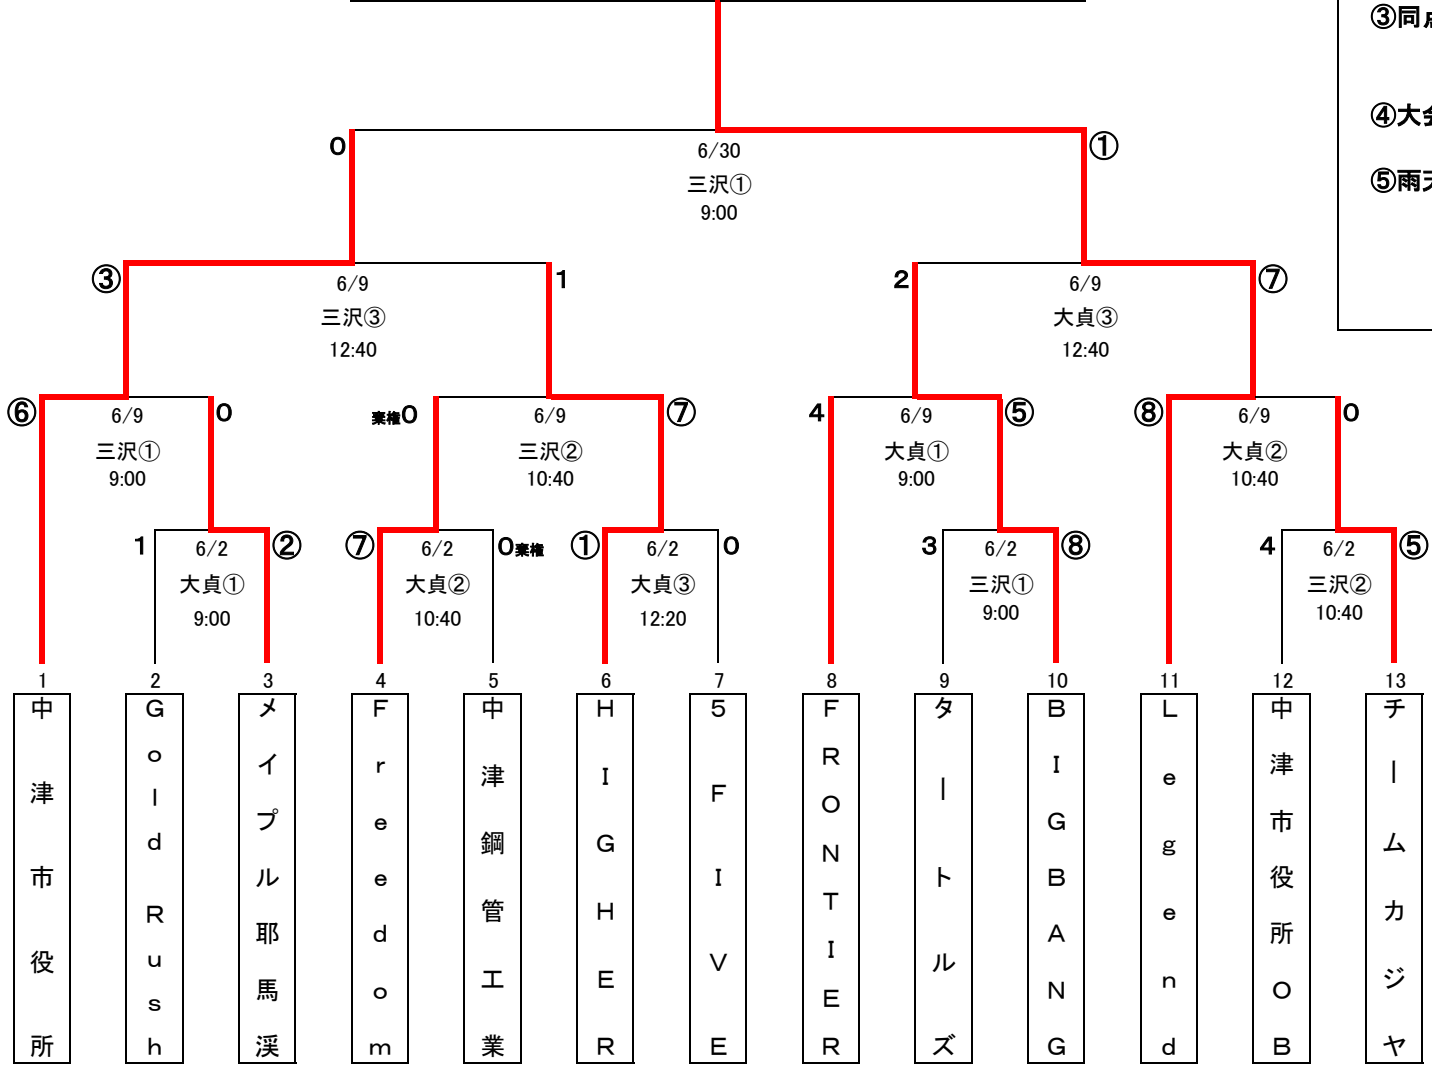 ③同点
④大会
⑤雨天
0
6/30
①
三沢①
9:00
③
6/9
1
2
6/9
⑦
三沢③
大貞③
12:40
12:40
⑥
6/9
0
棄権0
6/9
⑦
4
6/9
⑤
⑧
6/9
0
三沢①
三沢②
大貞①
大貞②
9:00
10:40
9:00
10:40
1
6/2
②
⑦
6/2
0棄権
①
6/2
0
3
6/2
⑧
4
6/2
⑤
大貞①
大貞②
大貞③
三沢①
三沢②
9:00
10:40
12:20
9:00
10:40
1
2
3
4
5
6
7
8
9
10
11
12
13
中津市役所
Gold Rush
メイプル耶馬渓
Freedom
中津鋼管工業
HIGHER
5FIVE
FRONTIER
タートルズ
BIGBANG
Legend
中津市役所OB
チームカジヤ